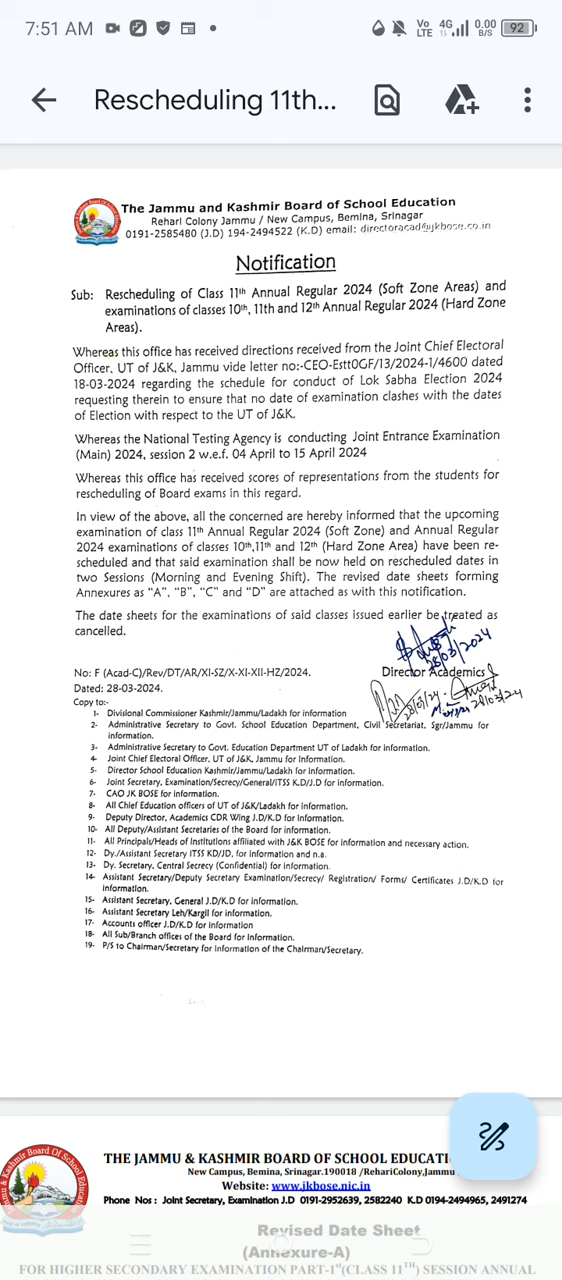 7:51 AM
Vo LTE 4G 0.00 B/S 92
Rescheduling 11th...
The Jammu and Kashmir Board of School Education
Rehari Colony Jammu / New Campus, Bemina, Srinagar
0191-2585480 (J.D) 194-2494522 (K.D) email: directoracad@jkbose.co.in
Notification
Sub: Rescheduling of Class 11th Annual Regular 2024 (Soft Zone Areas) and
examinations of classes 10th, 11th and 12th Annual Regular 2024 (Hard Zone
Areas).
Whereas this office has received directions received from the Joint Chief Electoral
Officer, UT of J&K, Jammu vide letter no:-CEO-Estt0GF/13/2024-1/4600 dated
18-03-2024 regarding the schedule for conduct of Lok Sabha Election 2024
requesting therein to ensure that no date of examination clashes with the dates
of Election with respect to the UT of J&K.
Whereas the National Testing Agency is conducting Joint Entrance Examination
(Main) 2024, session 2 w.e.f. 04 April to 15 April 2024
Whereas this office has received scores of representations from the students for
rescheduling of Board exams in this regard.
In view of the above, all the concerned are hereby informed that the upcoming
examination of class 11th Annual Regular 2024 (Soft Zone) and Annual Regular
2024 examinations of classes 10th,11th and 12th (Hard Zone Area) have been re-
scheduled and that said examination shall be now held on rescheduled dates in
two Sessions (Morning and Evening Shift). The revised date sheets forming
Annexures as "A", "B", "C" and "D" are attached as with this notification.
The date sheets for the examinations of said classes issued earlier be treated as
cancelled.
28/03/2024
No: F (Acad-C)/Rev/DT/AR/XI-SZ/X-XI-XII-HZ/2024.
Director Academics
Dated: 28-03-2024.
28/03/24
28/03/24
Copy to:-
1- Divisional Commissioner Kashmir/Jammu/Ladakh for information
2- Administrative Secretary to Govt. School Education Department, Civil Secretariat, Sgr/Jammu for
information.
3- Administrative Secretary to Govt. Education Department UT of Ladakh for information.
4- Joint Chief Electoral Officer, UT of J&K, Jammu for Information.
5- Director School Education Kashmir/Jammu/Ladakh for information.
6- Joint Secretary, Examination/Secrecy/General/ITSS K.D/J.D for information.
7- CAO JK BOSE for information.
8- All Chief Education officers of UT of J&K/Ladakh for information.
9- Deputy Director, Academics CDR Wing J.D/K.D for Information.
10- All Deputy/Assistant Secretaries of the Board for information.
11- All Principals/Heads of Institutions affiliated with J&K BOSE for information and necessary action.
12- Dy./Assistant Secretary ITSS KD/JD, for information and n.a.
13- Dy. Secretary, Central Secrecy (Confidential) for information.
14- Assistant Secretary/Deputy Secretary Examination/Secrecy/ Registration/ Forms/ Certificates J.D/K.D for
information.
15- Assistant Secretary, General J.D/K.D for information.
16- Assistant Secretary Leh/Kargil for information.
17- Accounts officer J.D/K.D for information
18- All Sub/Branch offices of the Board for Information.
19- P/S to Chairman/Secretary for Information of the Chairman/Secretary.
THE JAMMU & KASHMIR BOARD OF SCHOOL EDUCATI
New Campus, Bemina, Srinagar.190018 /RehariColony,Jammu
Website: www.jkbose.nic.in
Phone Nos : Joint Secretary, Examination J.D 0191-2952639, 2582240 K.D 0194-2494965, 2491274
Revised Date Sheet
(Annexure-A)
FOR HIGHER SECONDARY EXAMINATION PART-1st(CLASS 11TH) SESSION ANNUAL